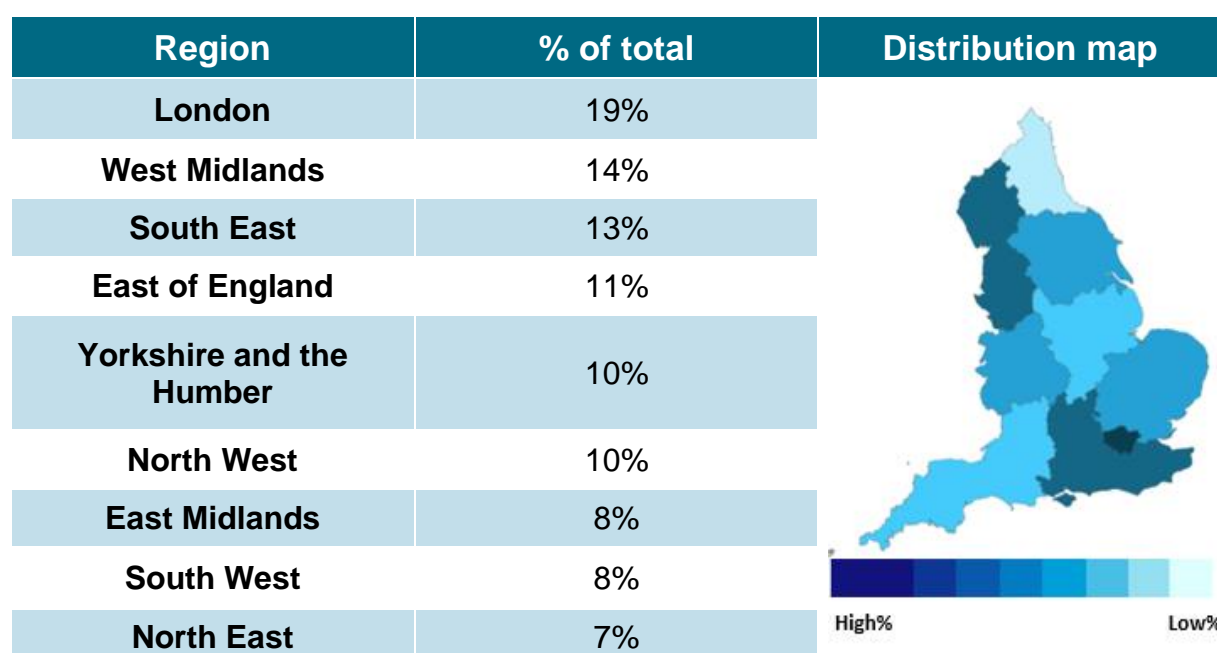 Region % of total Distribution map
London 19%
West Midlands 14%
South East 13%
East of England 11%
Yorkshire and the
Humber 10%
North West 10%
East Midlands 8%
South West 8%
North East 7%
High% Low%